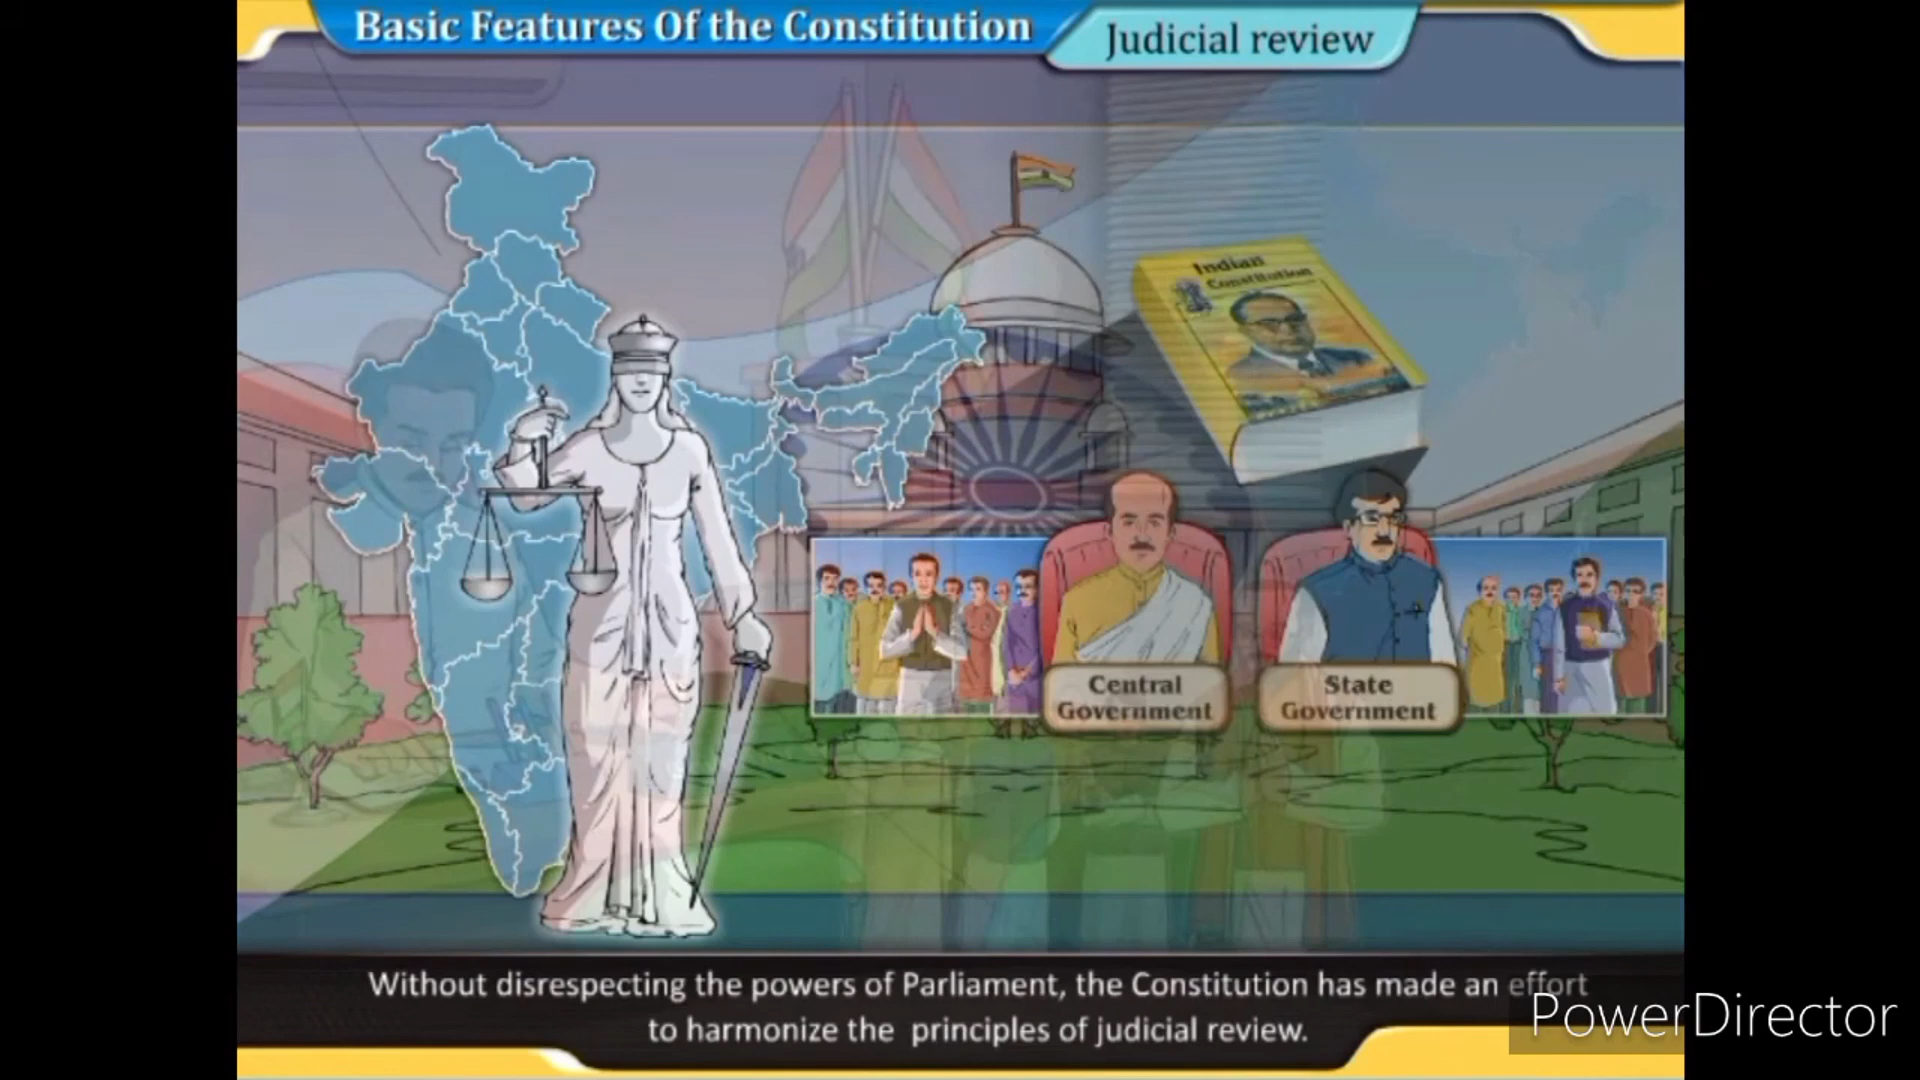 Basic Features Of the Constitution
Judicial review
Indian
Constitution
Central
Government
State
Government
Without disrespecting the powers of Parliament, the Constitution has made an effort
to harmonize the principles of judicial review.
PowerDirector